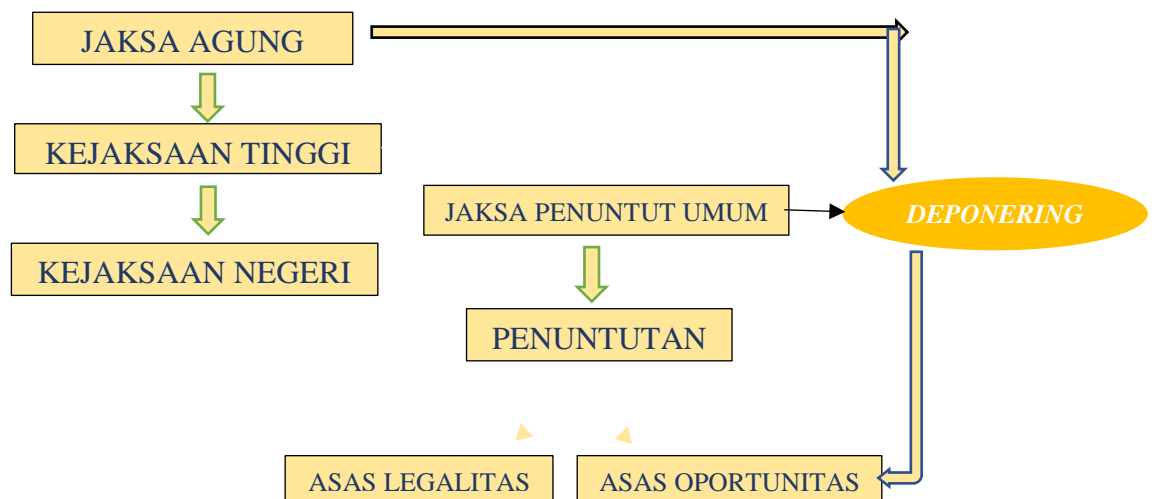 JAKSA AGUNG
KEJAKSAAN TINGGI
JAKSA PENUNTUT UMUM
DEPONERING
KEJAKSAAN NEGERI
PENUNTUTAN
ASAS LEGALITAS
ASAS OPORTUNITAS